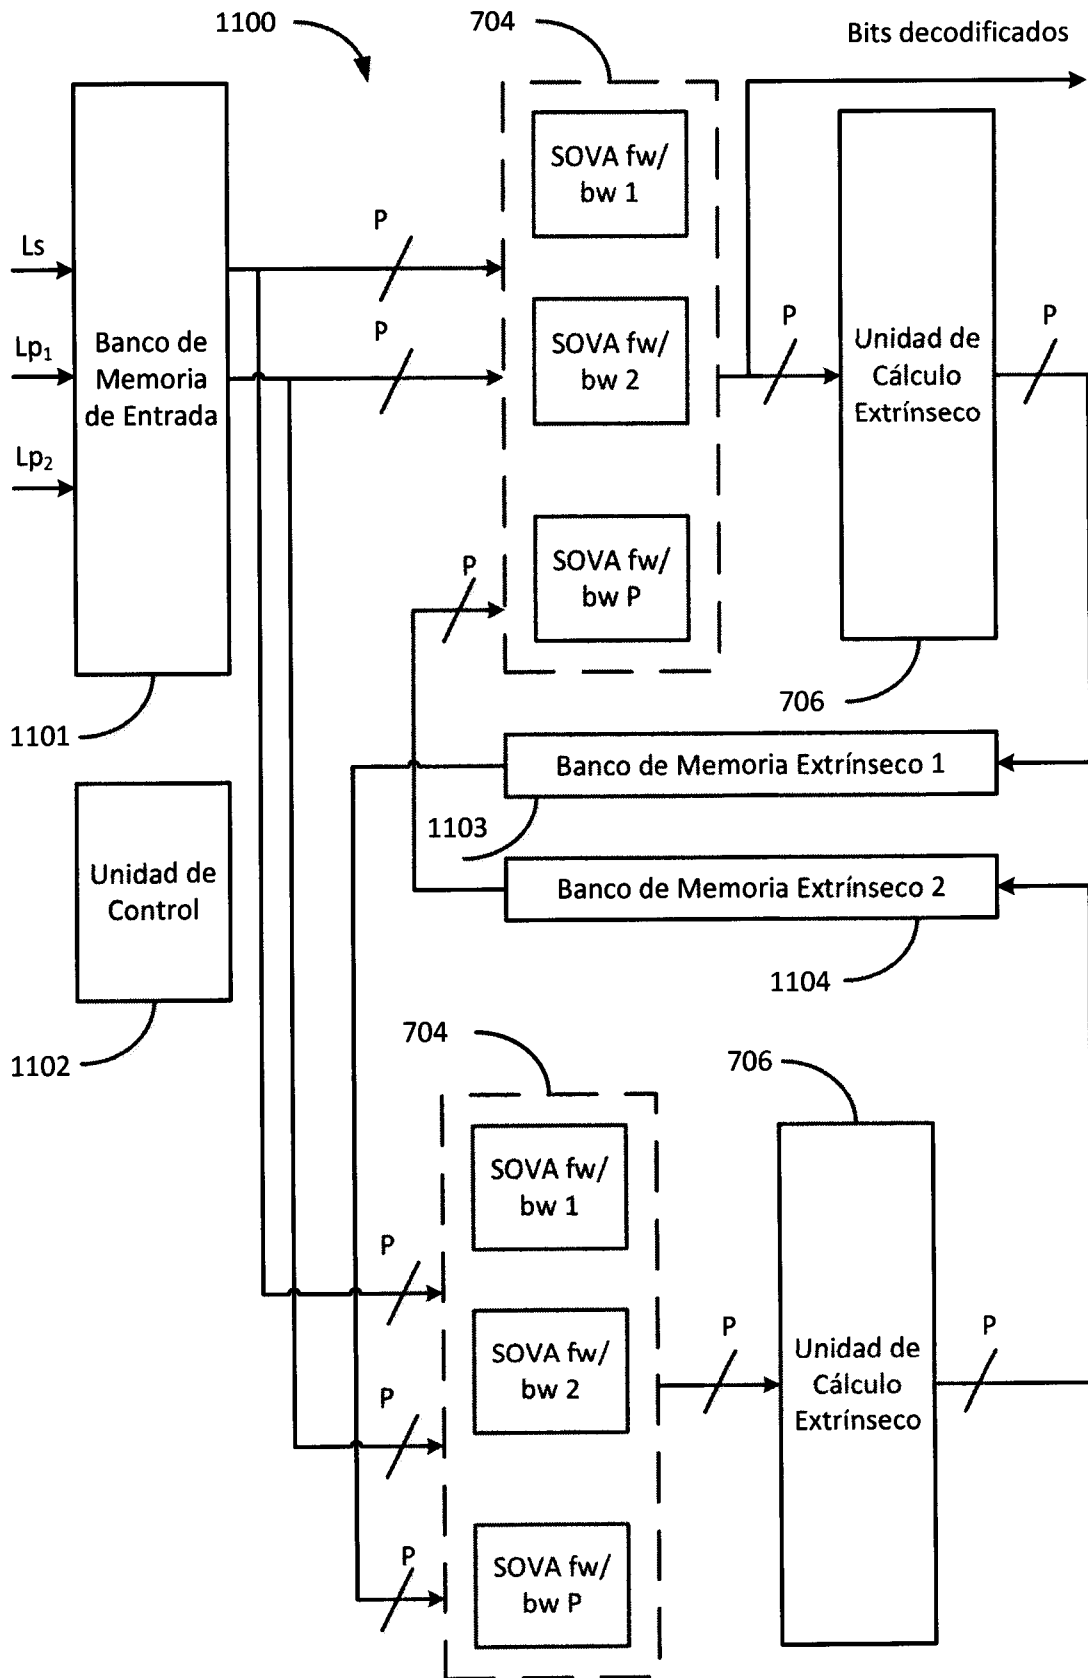 1100
704
Bits decodificados
SOVA fw/
bw 1
P
Ls
P
SOVA fw/
bw 2
P
Unidad de
Cálculo
Extrínseco
P
Lp₁
Banco de
Memoria
de Entrada
Lp₂
P
SOVA fw/
bw P
706
1101
Banco de Memoria Extrínseco 1
1103
Unidad de
Control
Banco de Memoria Extrínseco 2
1104
1102
704
706
SOVA fw/
bw 1
P
SOVA fw/
bw 2
P
Unidad de
Cálculo
Extrínseco
P
P
P
SOVA fw/
bw P